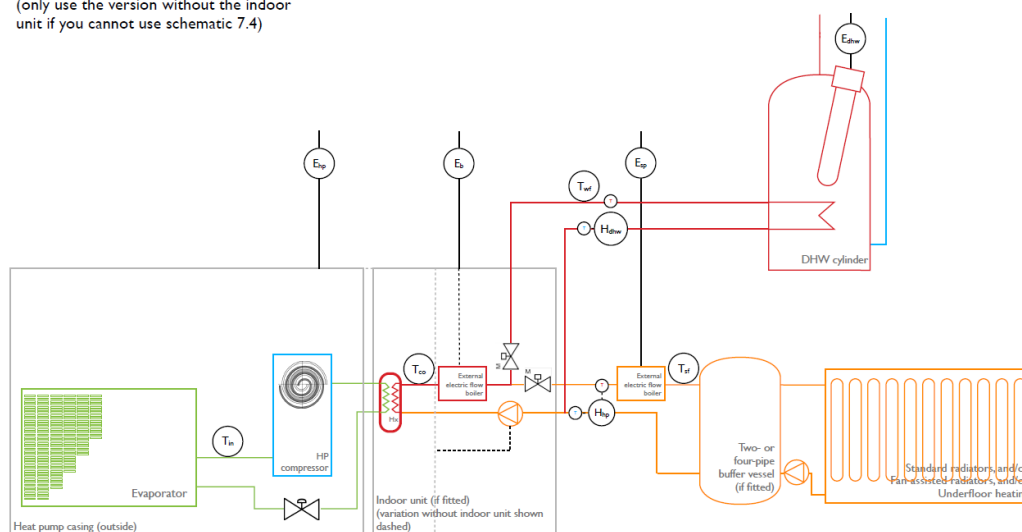 (only use the version without the indoor
unit if you cannot use schematic 7.4)
Edhw
Ehp
Eb
Esp
Twf
T
T
Hdhw
DHW cylinder
M
M
Tco
External
electric flow
boiler
External
electric flow
boiler
Tsf
T
T
Hhp
Hx
Tin
HP
compressor
Evaporator
Two- or
four-pipe
buffer vessel
(if fitted)
Standard radiators, and/o
Fan-assisted radiators, and/o
Underfloor heatin
Indoor unit (if fitted)
(variation without indoor unit shown
dashed)
Heat pump casing (outside)